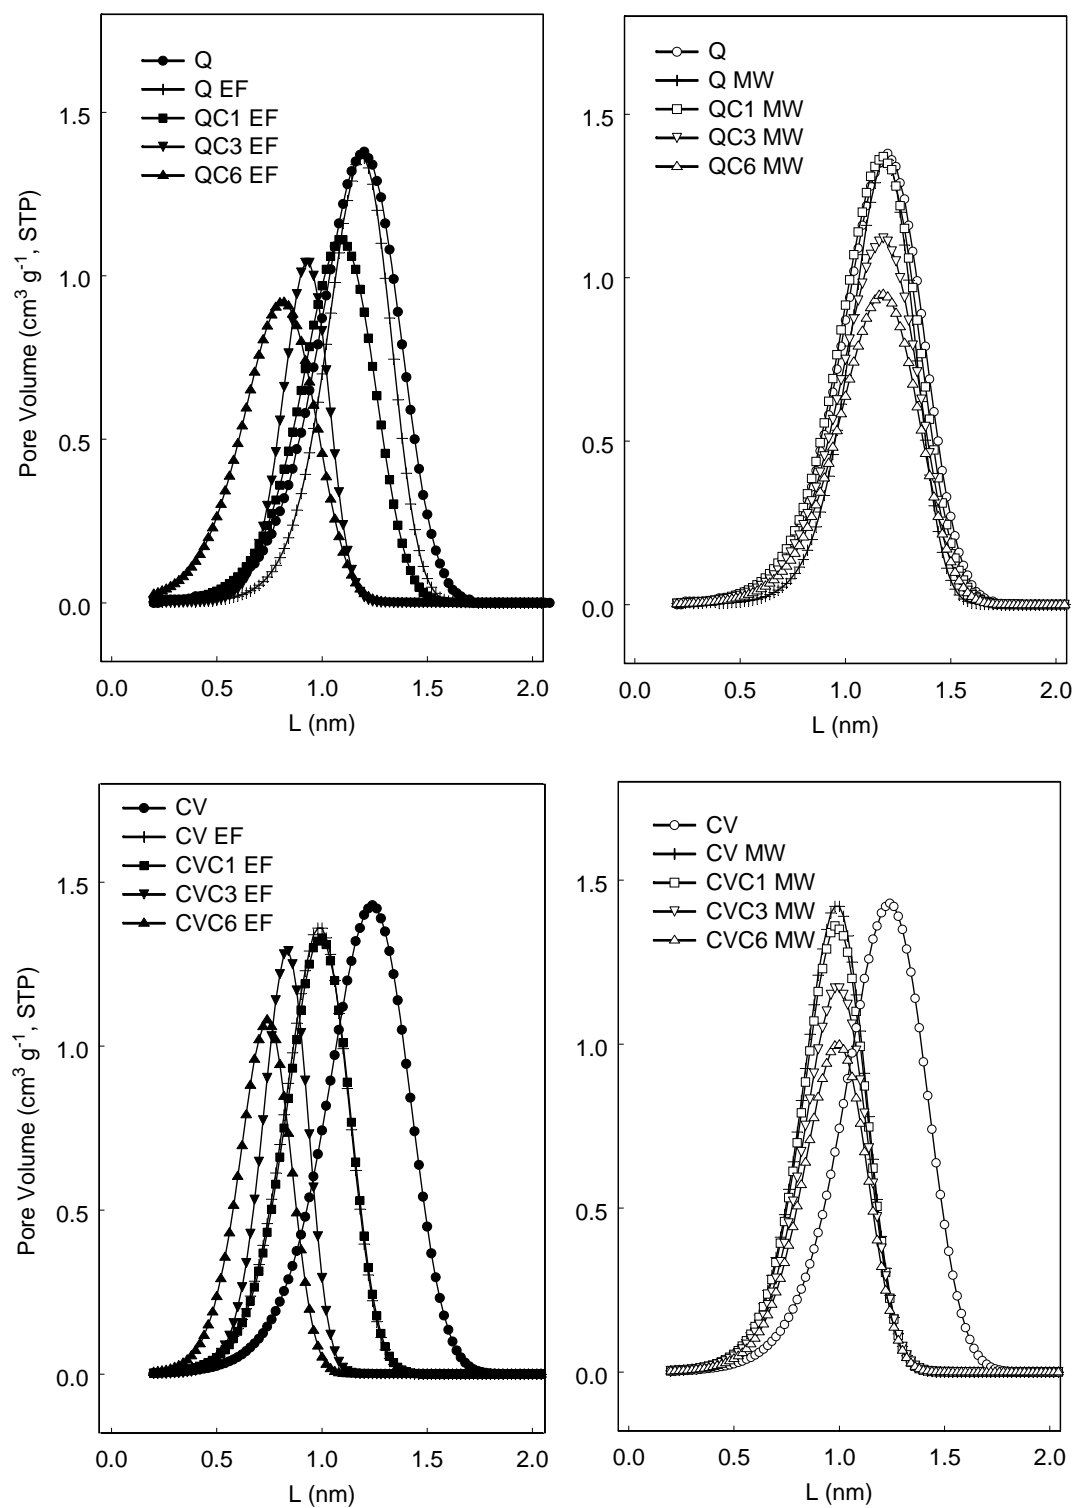 Q
Q EF
QC1 EF
QC3 EF
QC6 EF
1.5
1.0
0.5
0.0
Pore Volume (cm³ g⁻¹, STP)
0.0 0.5 1.0 1.5 2.0
L (nm)
Q
Q MW
QC1 MW
QC3 MW
QC6 MW
1.5
1.0
0.5
0.0
0.0 0.5 1.0 1.5 2.0
L (nm)
CV
CV EF
CVC1 EF
CVC3 EF
CVC6 EF
1.5
1.0
0.5
0.0
Pore Volume (cm³ g⁻¹, STP)
0.0 0.5 1.0 1.5 2.0
L (nm)
CV
CV MW
CVC1 MW
CVC3 MW
CVC6 MW
1.5
1.0
0.5
0.0
0.0 0.5 1.0 1.5 2.0
L (nm)